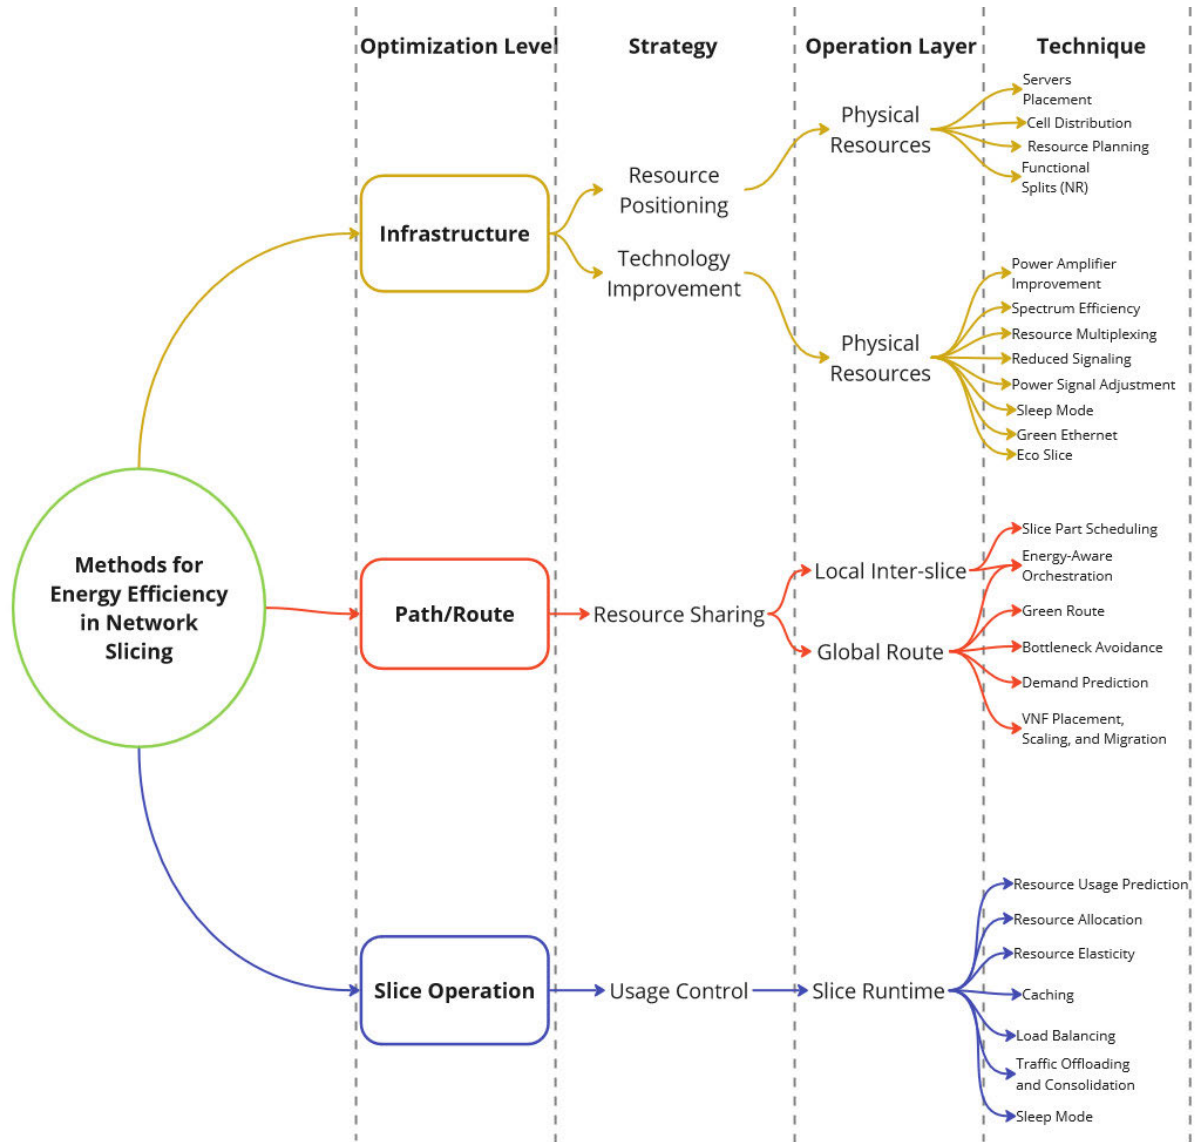 Optimization Level
Strategy
Operation Layer
Technique
Methods for
Energy Efficiency
in Network
Slicing
Infrastructure
Resource
Positioning
Physical
Resources
Servers
Placement
Cell Distribution
Resource Planning
Functional
Splits (NR)
Technology
Improvement
Physical
Resources
Power Amplifier
Improvement
Spectrum Efficiency
Resource Multiplexing
Reduced Signaling
Power Signal Adjustment
Sleep Mode
Green Ethernet
Eco Slice
Path/Route
Resource Sharing
Local Inter-slice
Global Route
Slice Part Scheduling
Energy-Aware
Orchestration
Green Route
Bottleneck Avoidance
Demand Prediction
VNF Placement,
Scaling, and Migration
Slice Operation
Usage Control
Slice Runtime
Resource Usage Prediction
Resource Allocation
Resource Elasticity
Caching
Load Balancing
Traffic Offloading
and Consolidation
Sleep Mode